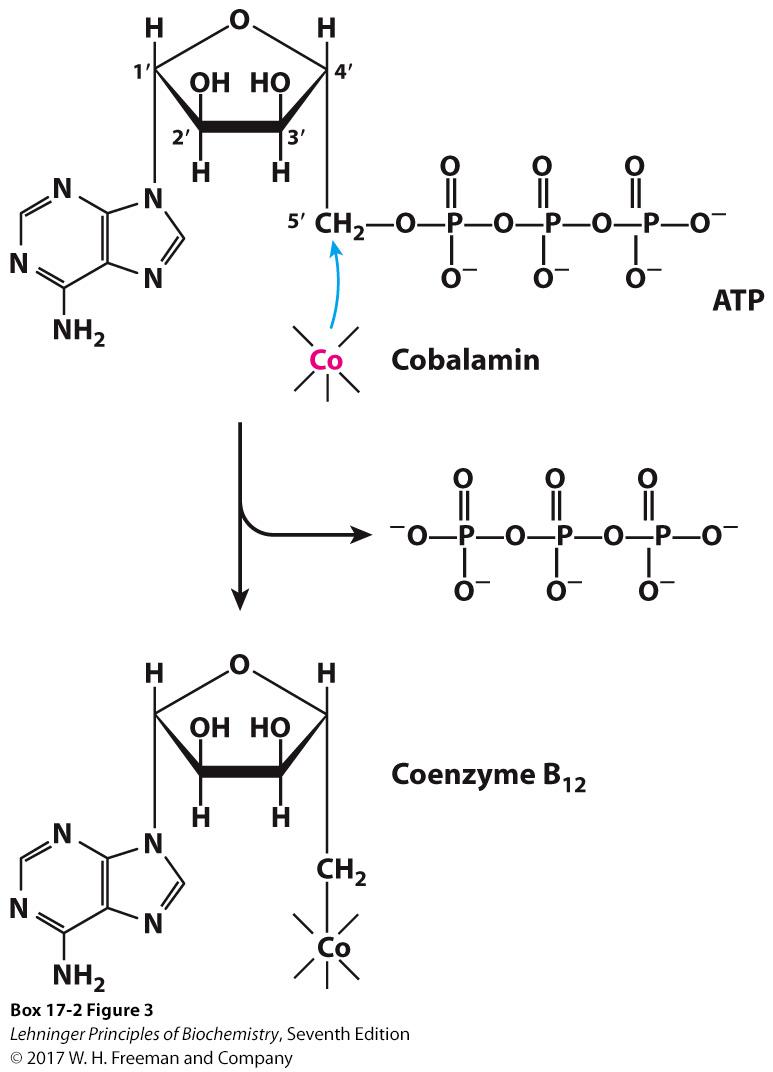 H O H
1′ OH HO 4′
2′ 3′
H H
O O O
N N 5′ CH₂—O—P—O—P—O—P—O⁻
N N O⁻ O⁻ O⁻
NH₂ ATP
Co Cobalamin
O O O
⁻O—P—O—P—O—P—O⁻
O⁻ O⁻ O⁻
H O H
OH HO
Coenzyme B₁₂
H H
N N
CH₂
N N
Co
NH₂
Box 17-2 Figure 3
Lehninger Principles of Biochemistry, Seventh Edition
© 2017 W. H. Freeman and Company